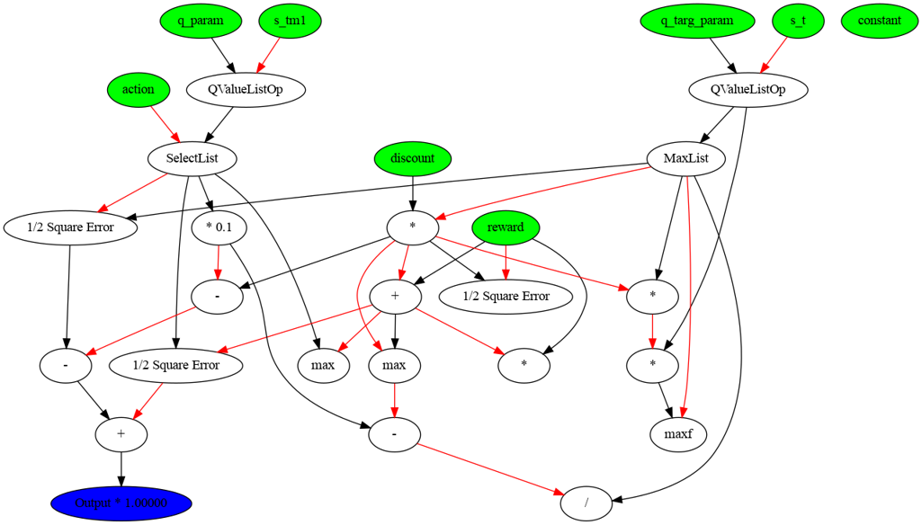 q_param
s_tm1
q_targ_param
s_t
constant
action
QValueListOp
QValueListOp
SelectList
discount
MaxList
1/2 Square Error
* 0.1
*
reward
-
+
1/2 Square Error
*
-
1/2 Square Error
max
max
*
*
+
-
maxf
Output * 1.00000
/